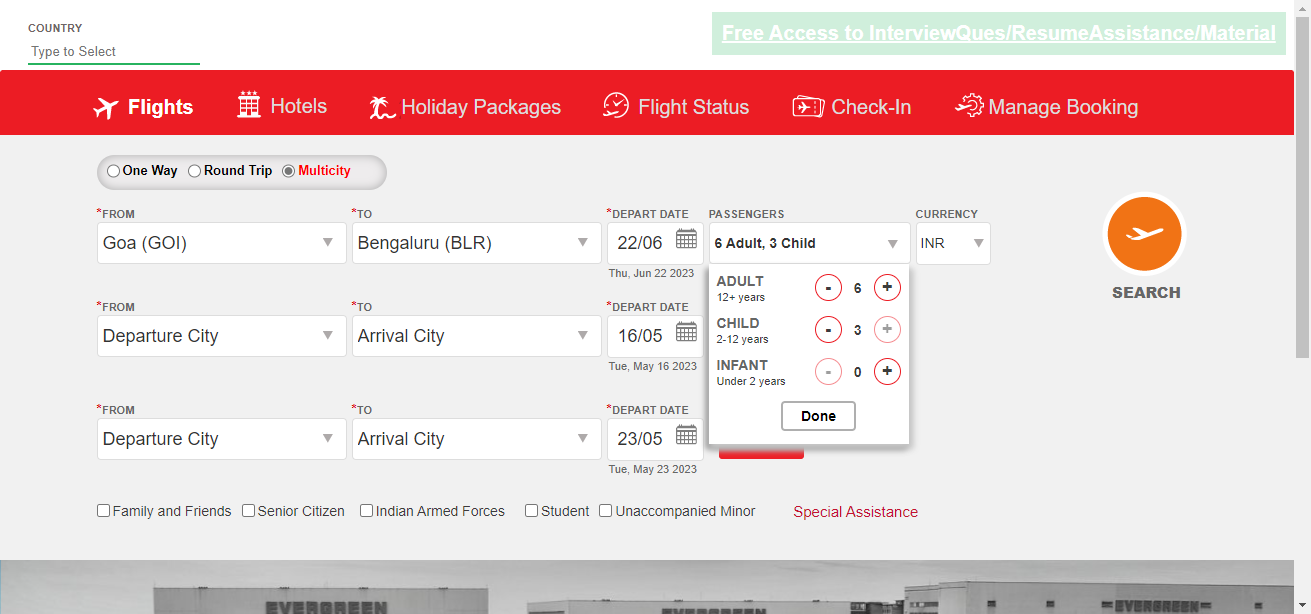 COUNTRY
Type to Select
Free Access to InterviewQues/ResumeAssistance/Material
Flights Hotels Holiday Packages Flight Status Check-In Manage Booking
One Way Round Trip Multicity
*FROM *TO *DEPART DATE PASSENGERS CURRENCY
Goa (GOI) Bengaluru (BLR) 22/06 6 Adult, 3 Child INR
Thu, Jun 22 2023
SEARCH
ADULT - 6 +
12+ years
CHILD - 3 +
2-12 years
INFANT - 0 +
Under 2 years
Done
*FROM *TO *DEPART DATE
Departure City Arrival City 16/05
Tue, May 16 2023
*FROM *TO *DEPART DATE
Departure City Arrival City 23/05
Tue, May 23 2023
Family and Friends Senior Citizen Indian Armed Forces Student Unaccompanied Minor Special Assistance
EVERGREEN EVERGREEN EVERGREEN